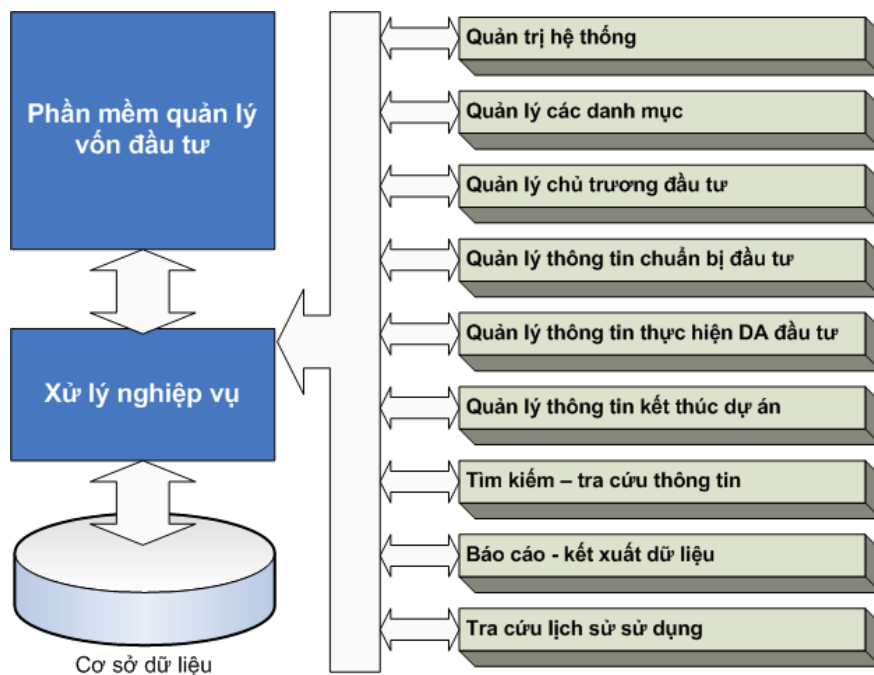 Phần mềm quản lý
vốn đầu tư
Xử lý nghiệp vụ
Cơ sở dữ liệu
Quản trị hệ thống
Quản lý các danh mục
Quản lý chủ trương đầu tư
Quản lý thông tin chuẩn bị đầu tư
Quản lý thông tin thực hiện DA đầu tư
Quản lý thông tin kết thúc dự án
Tìm kiếm – tra cứu thông tin
Báo cáo - kết xuất dữ liệu
Tra cứu lịch sử sử dụng